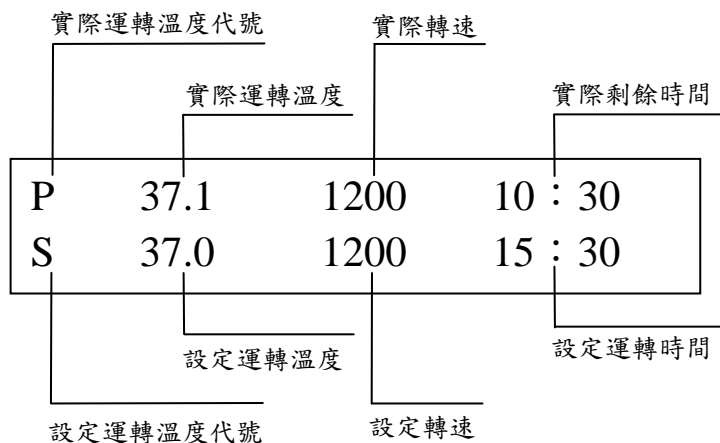 實際運轉溫度代號 實際轉速
實際運轉溫度 實際剩餘時間
P 37.1 1200 10：30
S 37.0 1200 15：30
設定運轉溫度 設定運轉時間
設定運轉溫度代號 設定轉速